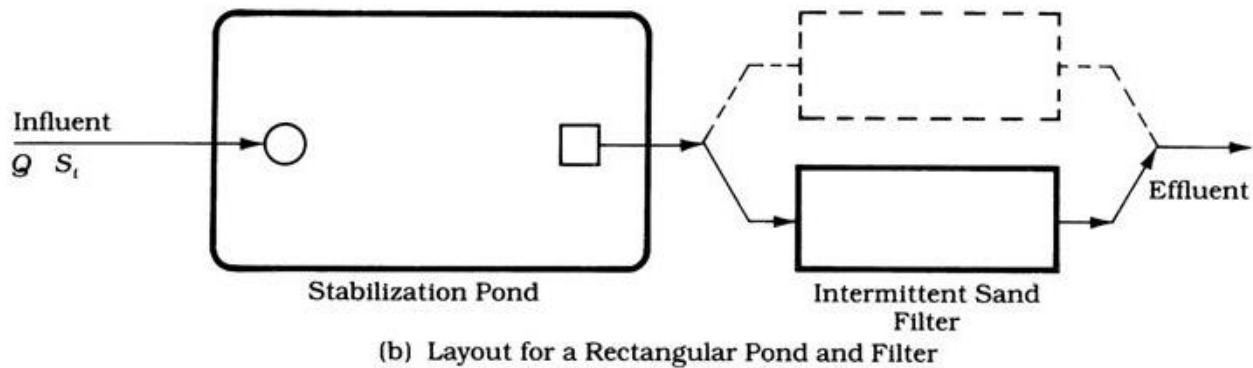 Influent
Q S_i
Effluent
Stabilization Pond
Intermittent Sand
Filter
(b) Layout for a Rectangular Pond and Filter